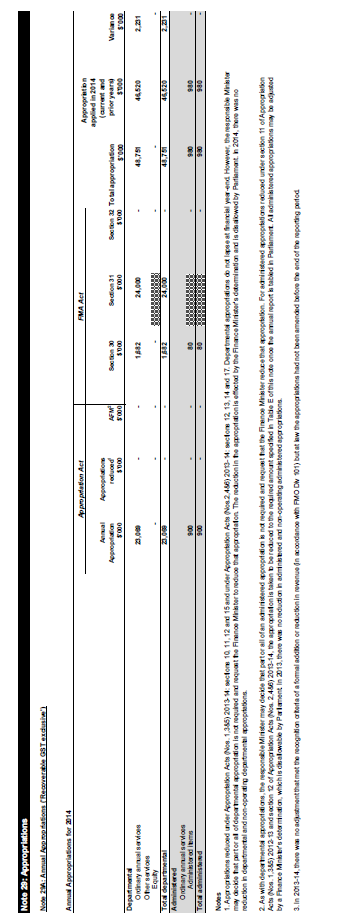 Note 29: Appropriations
Note 29A: Annual Appropriations ('Recoverable GST exclusive')
Annual Appropriations for 2014
Appropriation Act FMA Act
Annual Appropriation $'000 Appropriations reduced¹ $'000 AFM² $'000 Section 30 $'000 Section 31 $'000 Section 32 $'000 Total appropriation $'000 Appropriation applied in 2014 (current and prior years) $'000 Variance $'000
Departmental
Ordinary annual services 23,069 - - 1,682 24,000 - 48,751 46,520 2,231
Other services
Equity - - - - - - -
Total departmental 23,069 - - 1,682 24,000 - 48,751 46,520 2,231
Administered
Ordinary annual services
Administered items 900 - - 80 - 980 980 -
Total administered 900 - - 80 - 980 980 -
Notes
1. Appropriations reduced under Appropriation Acts (Nos. 1,3&5) 2013-14: sections 10, 11, 12 and 15 and under Appropriation Acts (Nos. 2,4&6) 2013-14: sections 12, 13, 14 and 17. Departmental appropriations do not lapse at financial year-end. However, the responsible Minister
may decide that part or all of departmental appropriation is not required and request the Finance Minister to reduce that appropriation. The reduction in the appropriation is effected by the Finance Minister's determination and is disallowed by Parliament. In 2014, there was no
reduction in departmental and non-operating departmental appropriations.
2. As with departmental appropriations, the responsible Minister may decide that part or all of an administered appropriation is not required and request that the Finance Minister reduce that appropriation. For administered appropriations reduced under section 11 of Appropriation
Acts (Nos. 1,3&5) 2012-13 and section 12 of Appropriation Acts (Nos. 2,4&6) 2013-14, the appropriation is taken to be reduced to the required amount specified in Table E of this note once the annual report is tabled in Parliament. All administered appropriations may be adjusted
by a Finance Minister's determination, which is disallowable by Parliament. In 2013, there was no reduction in administered and non-operating administered appropriations.
3. In 2013-14, there was no adjustment that met the recognition criteria of a formal addition or reduction in revenue (in accordance with FMO Div 101) but at law the appropriations had not been amended before the end of the reporting period.